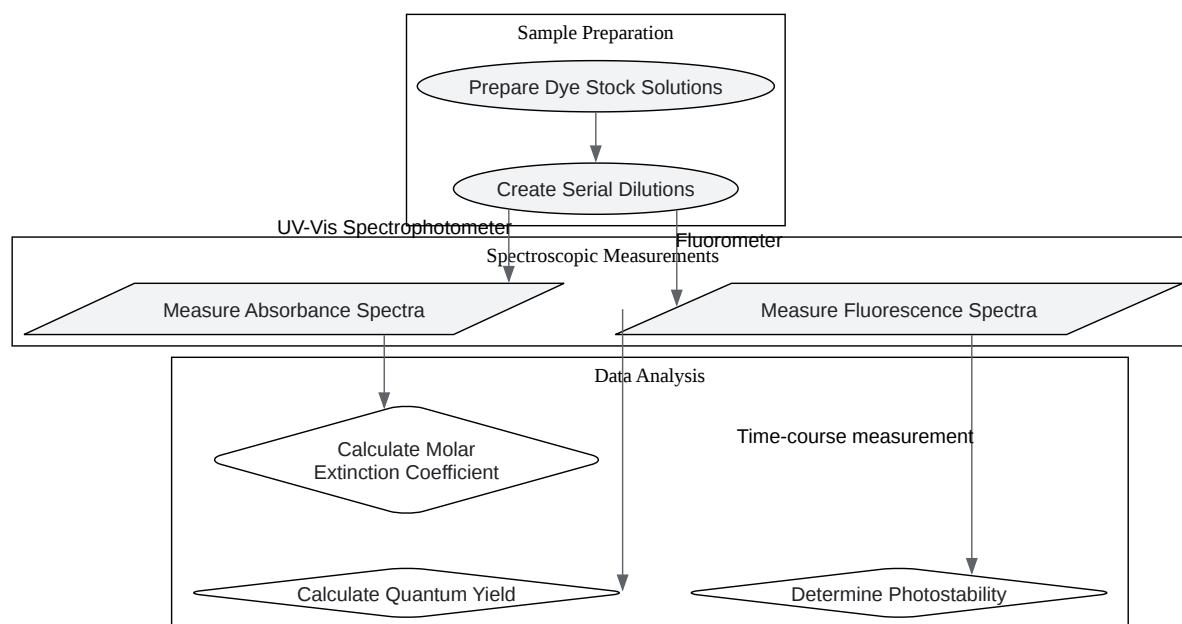 Sample Preparation
Prepare Dye Stock Solutions
Create Serial Dilutions
UV-Vis Spectrophotometer
Fluorometer
Spectroscopic Measurements
Measure Absorbance Spectra
Measure Fluorescence Spectra
Data Analysis
Calculate Molar
Extinction Coefficient
Time-course measurement
Calculate Quantum Yield
Determine Photostability